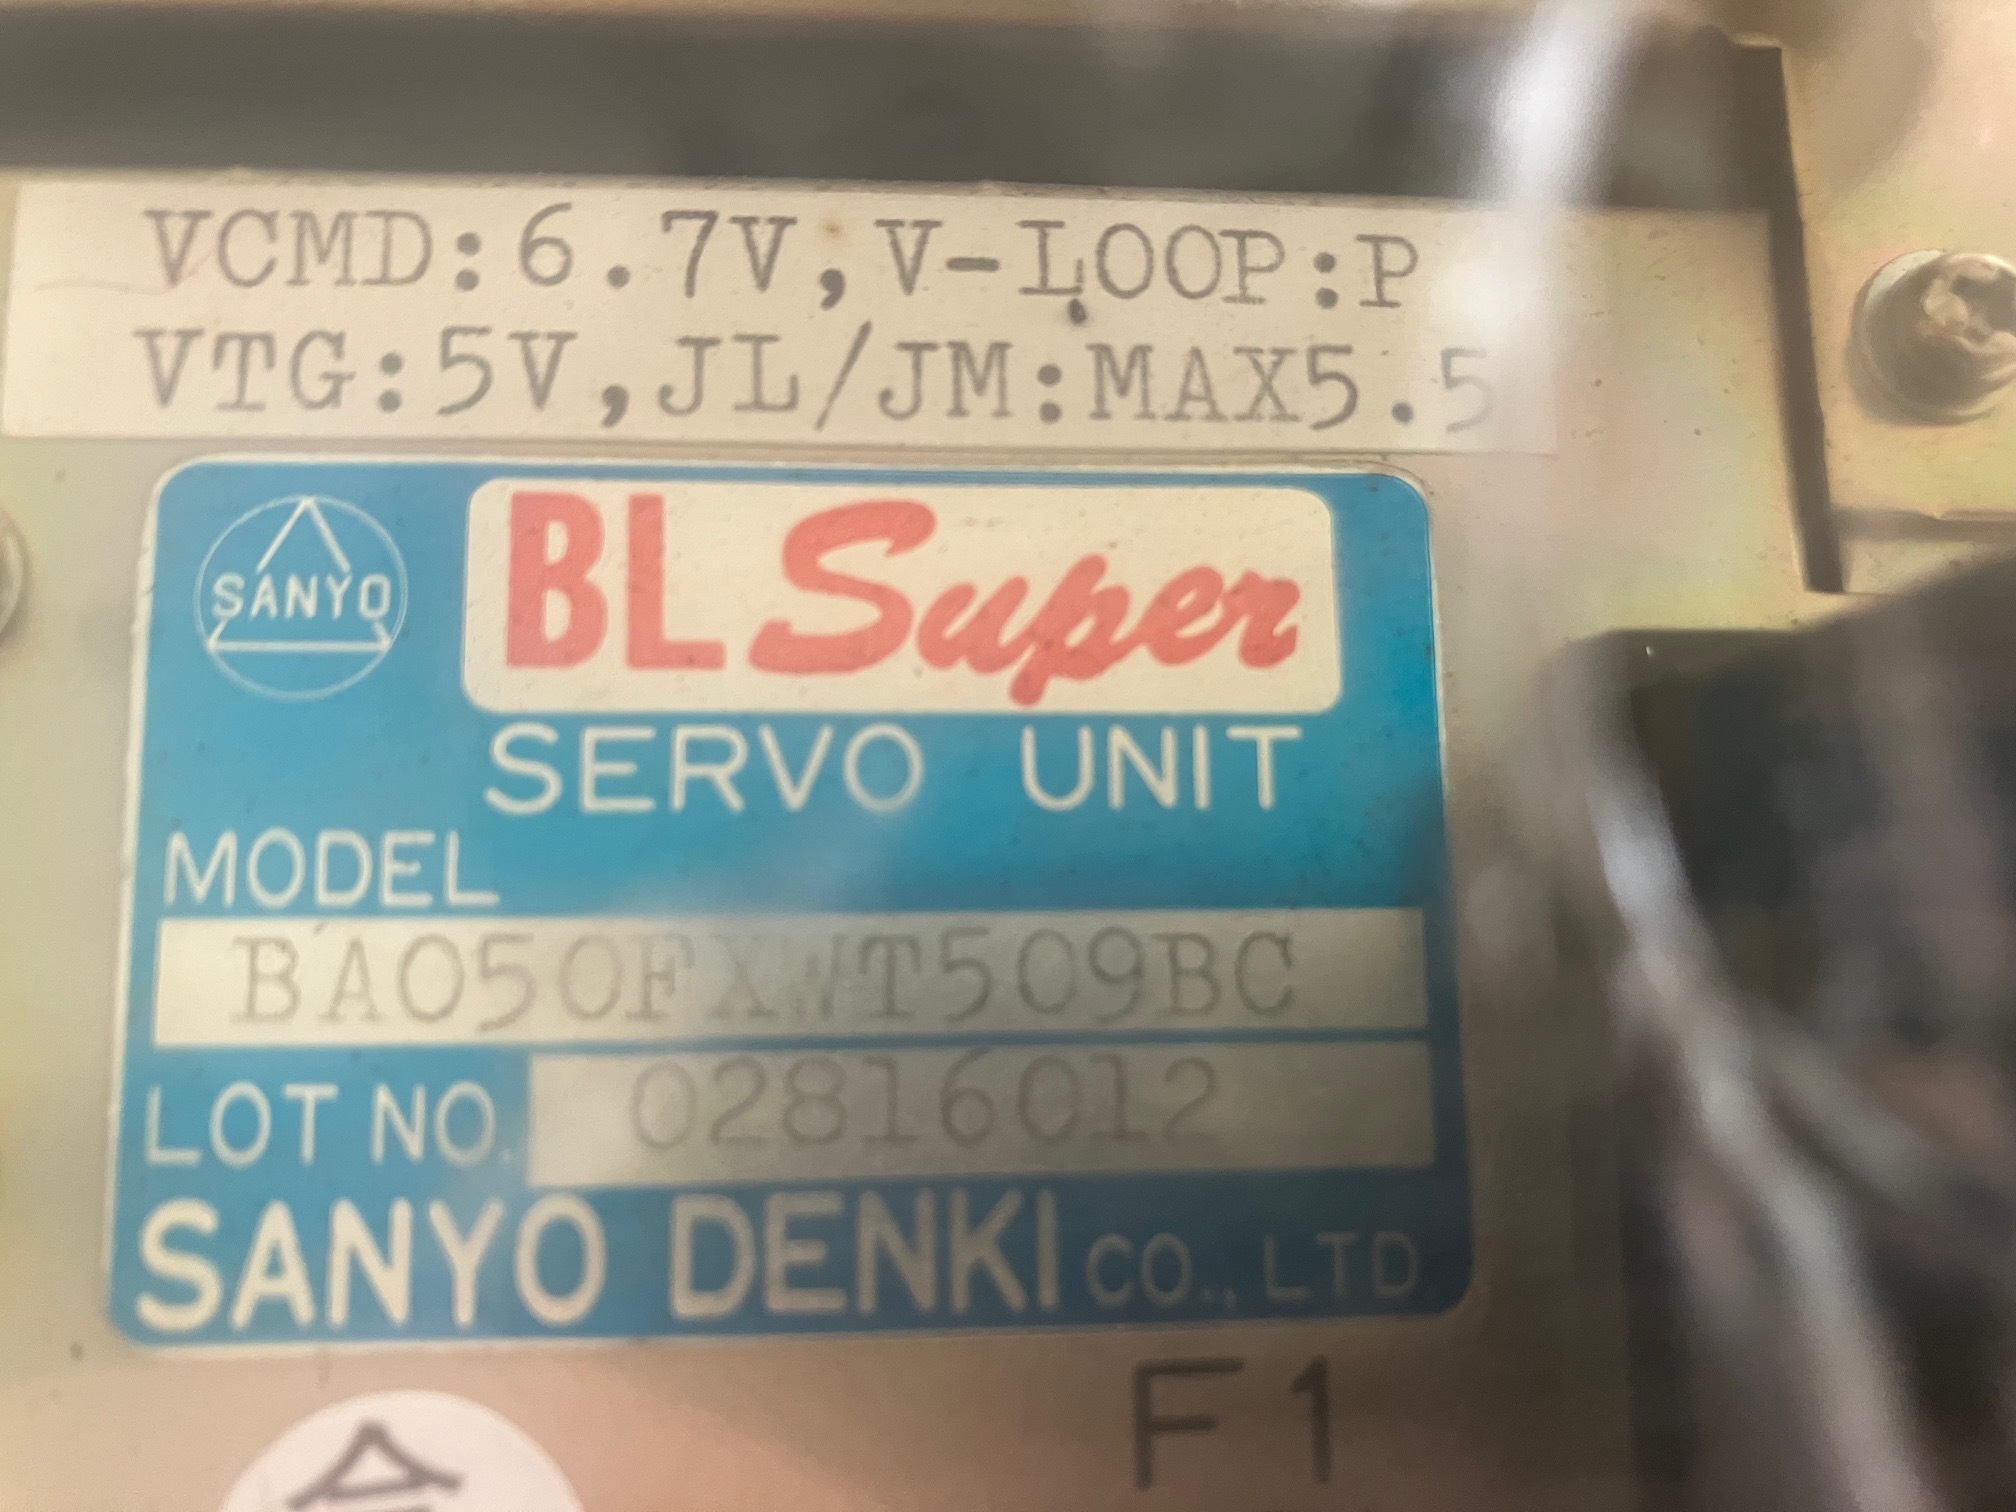 VCMD:6.7V,V-LOOP:P
VTG:5V,JL/JM:MAX5.5
SANYO
BL Super
SERVO UNIT
MODEL
BA050FXWT509BC
LOT NO. 02816012
SANYO DENKI CO., LTD
F1